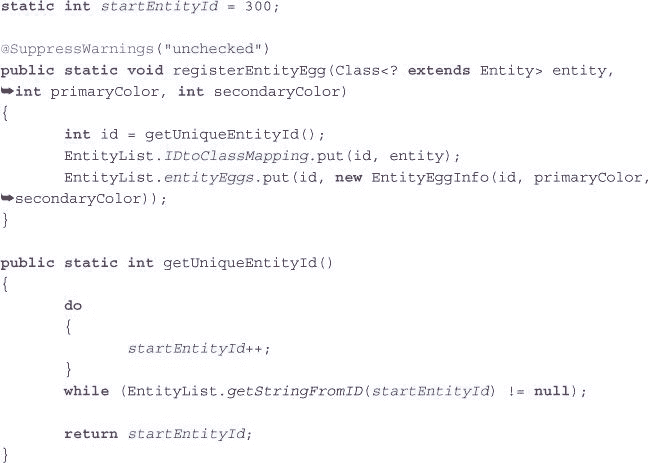 static int startEntityId = 300;
@SuppressWarnings("unchecked")
public static void registerEntityEgg(Class<? extends Entity> entity,
➥int primaryColor, int secondaryColor)
{
int id = getUniqueEntityId();
EntityList.IDtoClassMapping.put(id, entity);
EntityList.entityEggs.put(id, new EntityEggInfo(id, primaryColor,
➥secondaryColor));
}
public static int getUniqueEntityId()
{
do
{
startEntityId++;
}
while (EntityList.getStringFromID(startEntityId) != null);
return startEntityId;
}